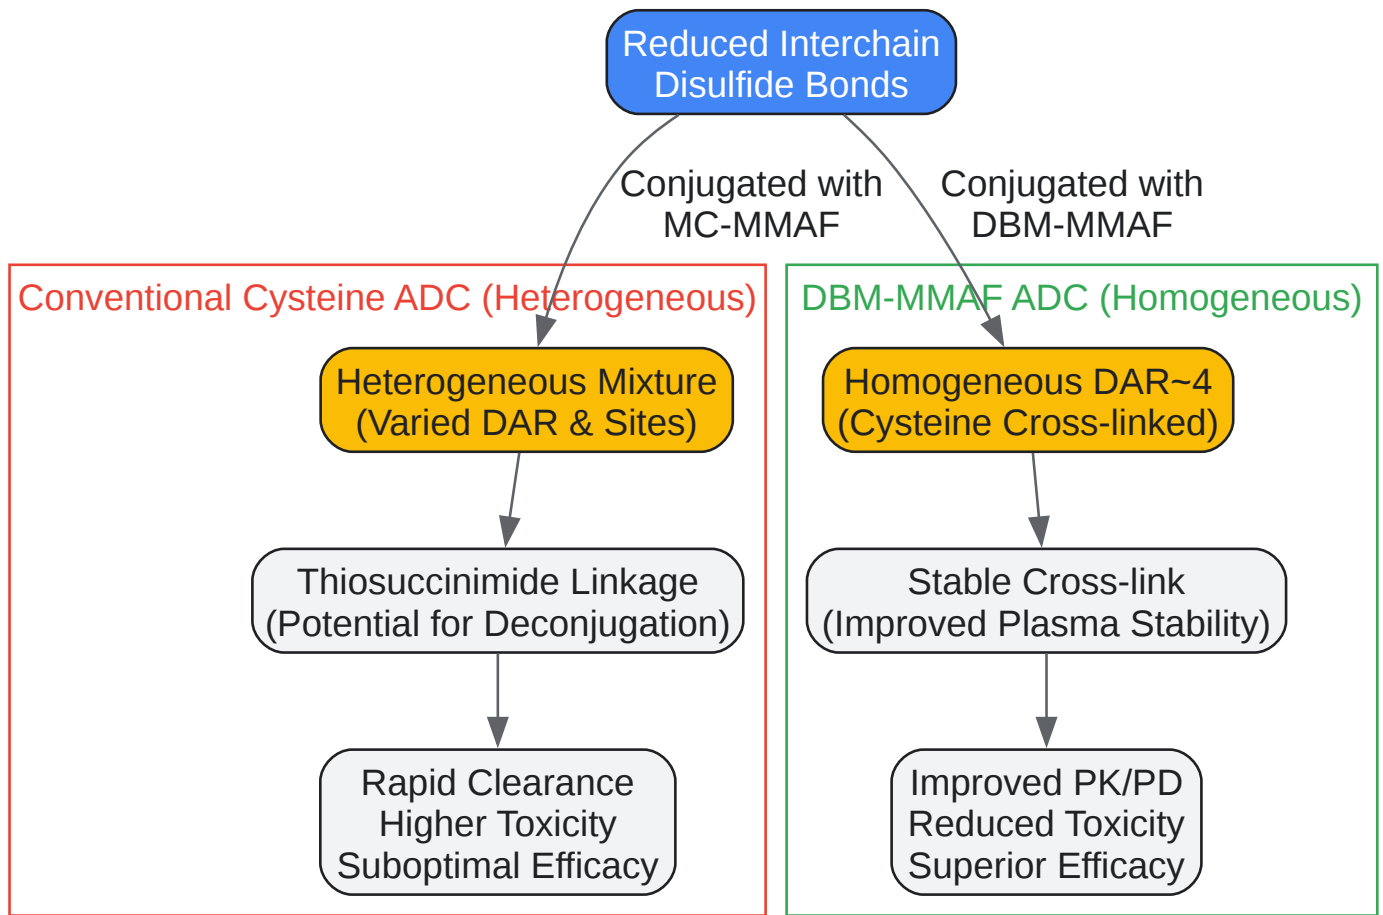 Reduced Interchain
Disulfide Bonds
Conjugated with
MC-MMAF
Conjugated with
DBM-MMAF
Conventional Cysteine ADC (Heterogeneous)
Heterogeneous Mixture
(Varied DAR & Sites)
Thiosuccinimide Linkage
(Potential for Deconjugation)
Rapid Clearance
Higher Toxicity
Suboptimal Efficacy
DBM-MMAF ADC (Homogeneous)
Homogeneous DAR~4
(Cysteine Cross-linked)
Stable Cross-link
(Improved Plasma Stability)
Improved PK/PD
Reduced Toxicity
Superior Efficacy